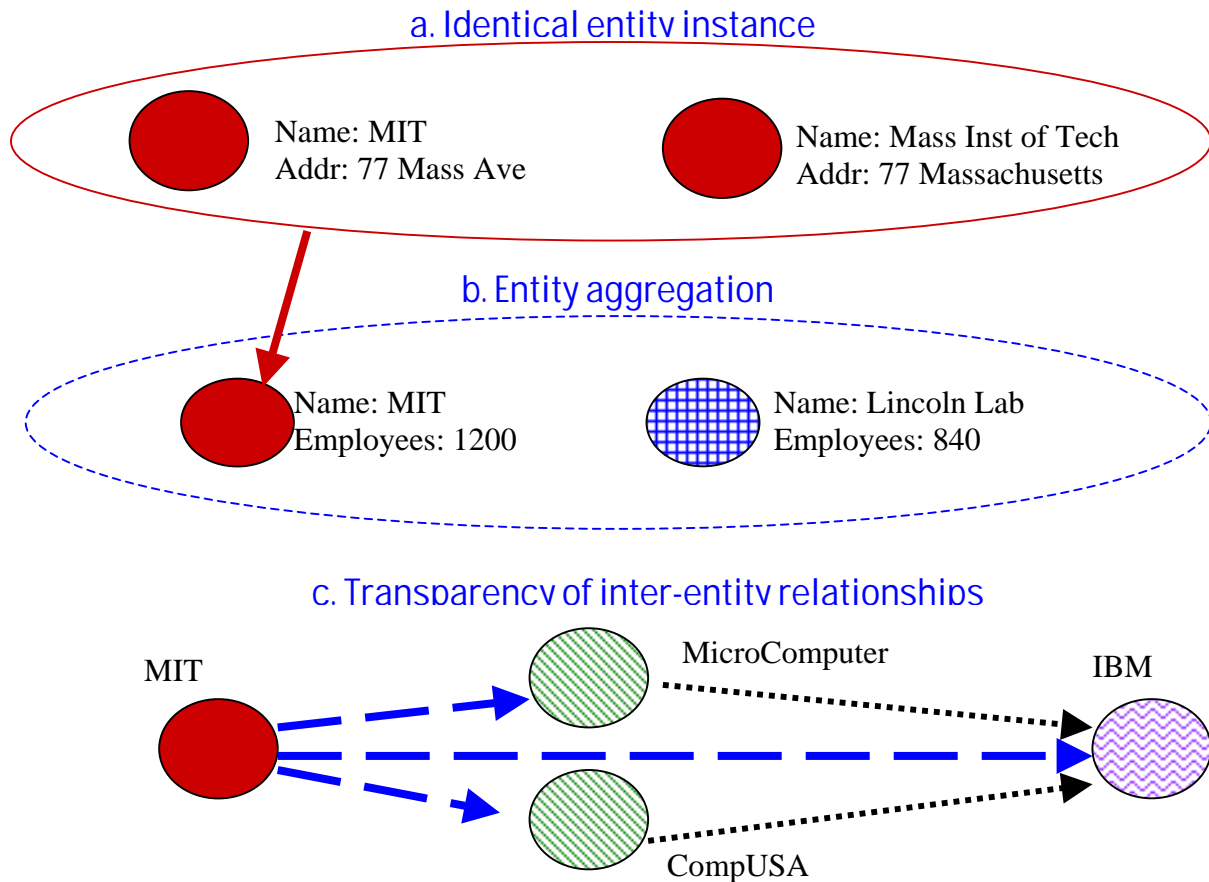 a. Identical entity instance
Name: MIT
Addr: 77 Mass Ave
Name: Mass Inst of Tech
Addr: 77 Massachusetts
b. Entity aggregation
Name: MIT
Employees: 1200
Name: Lincoln Lab
Employees: 840
c. Transparency of inter-entity relationships
MIT
MicroComputer
IBM
CompUSA